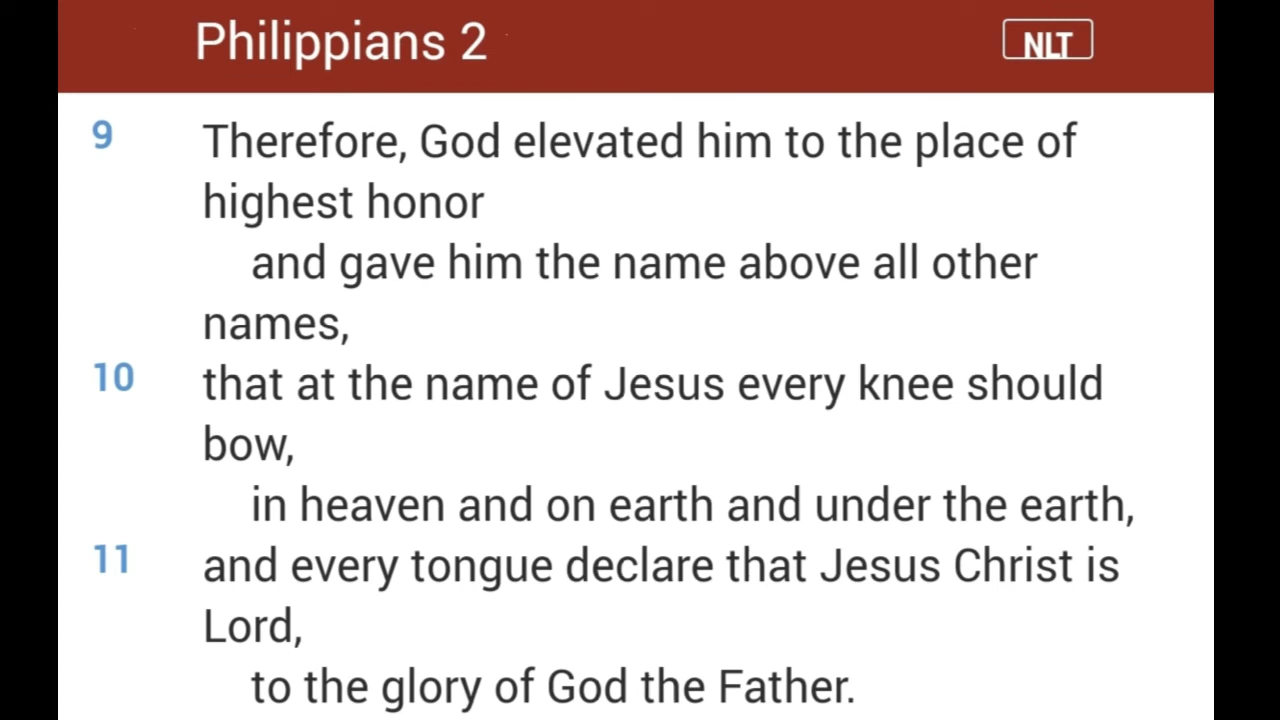 Philippians 2 NLT
9 Therefore, God elevated him to the place of
highest honor
and gave him the name above all other
names,
10 that at the name of Jesus every knee should
bow,
in heaven and on earth and under the earth,
11 and every tongue declare that Jesus Christ is
Lord,
to the glory of God the Father.